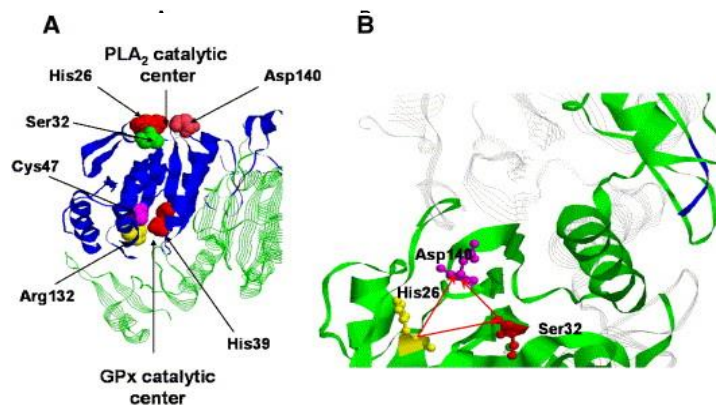 A
PLA₂ catalytic
center
His26
Asp140
Ser32
Cys47
Arg132
His39
GPx catalytic
center
B
Asp140
His26
Ser32